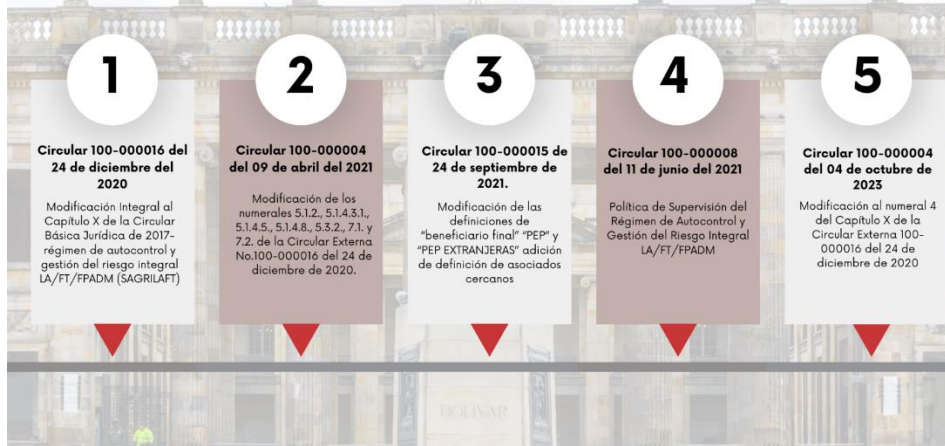 1
Circular 100-000016 del
24 de diciembre del
2020
Modificación Integral al
Capítulo X de la Circular
Básica Jurídica de 2017-
régimen de autocontrol y
gestión del riesgo integral
LA/FT/FPADM (SAGRILAFT)
2
Circular 100-000004
del 09 de abril del 2021
Modificación de los
numerales 5.1.2., 5.1.4.3.1.,
5.1.4.5., 5.1.4.8., 5.3.2., 7.1. y
7.2. de la Circular Externa
No.100-000016 del 24 de
diciembre de 2020.
3
Circular 100-000015 de
24 de septiembre de
2021.
Modificación de las
definiciones de
"beneficiario final" "PEP" y
"PEP EXTRANJERAS" adición
de definición de asociados
cercanos
4
Circular 100-000008
del 11 de junio del 2021
Política de Supervisión del
Régimen de Autocontrol y
Gestión del Riesgo Integral
LA/FT/FPADM
5
Circular 100-000004
del 04 de octubre de
2023
Modificación al numeral 4
del Capítulo X de la
Circular Externa 100-
000016 del 24 de
diciembre de 2020
BOLIVAR